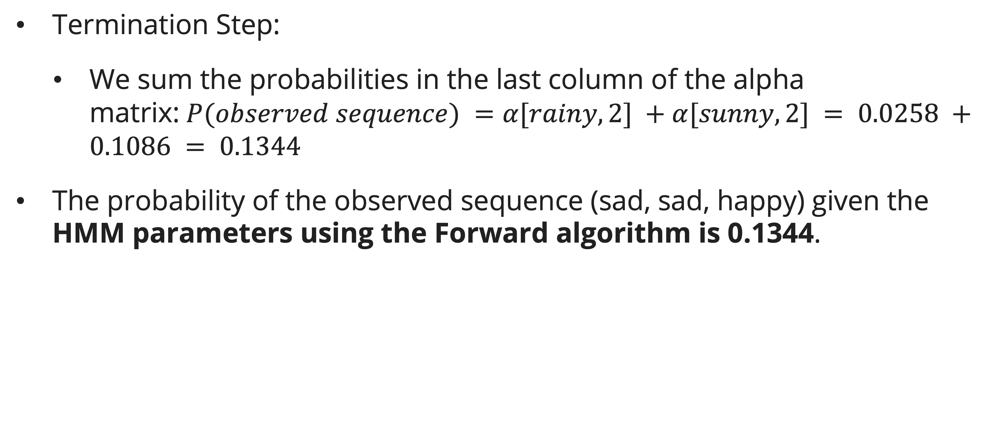 • Termination Step:
• We sum the probabilities in the last column of the alpha
matrix: P(observed sequence) = α[rainy, 2] + α[sunny, 2] = 0.0258 +
0.1086 = 0.1344
• The probability of the observed sequence (sad, sad, happy) given the
HMM parameters using the Forward algorithm is 0.1344.